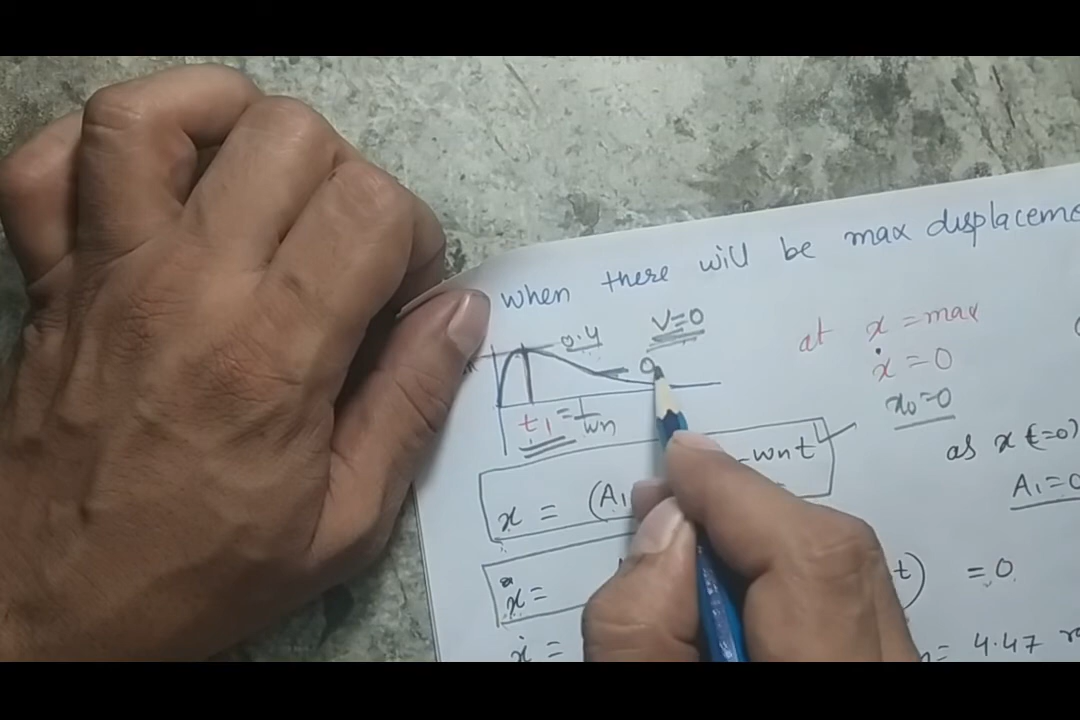 when there will be max displaceme
0.4 V=0
0
t1 = 1/wn
at x = max
ẋ = 0
x0=0
as x(t=0)
A1=0
x = (A1 -wnt
ẋ =
t) =0
ẋ = n= 4.47 r